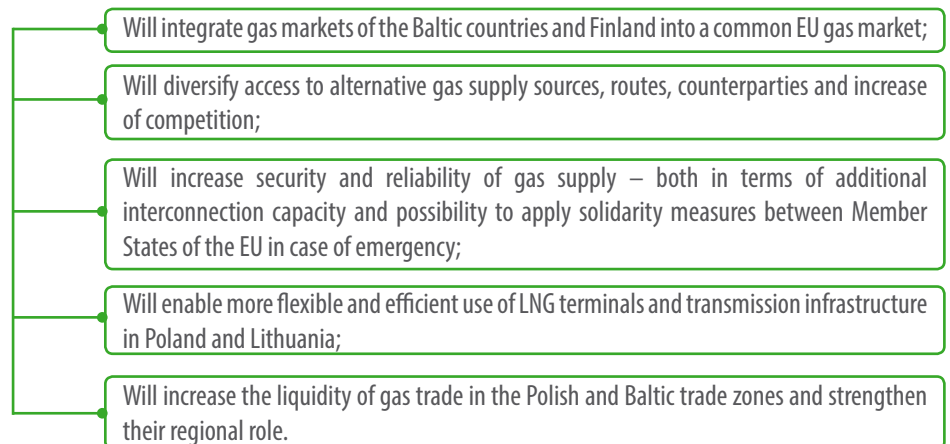 Will integrate gas markets of the Baltic countries and Finland into a common EU gas market;
Will diversify access to alternative gas supply sources, routes, counterparties and increase
of competition;
Will increase security and reliability of gas supply – both in terms of additional
interconnection capacity and possibility to apply solidarity measures between Member
States of the EU in case of emergency;
Will enable more flexible and efficient use of LNG terminals and transmission infrastructure
in Poland and Lithuania;
Will increase the liquidity of gas trade in the Polish and Baltic trade zones and strengthen
their regional role.